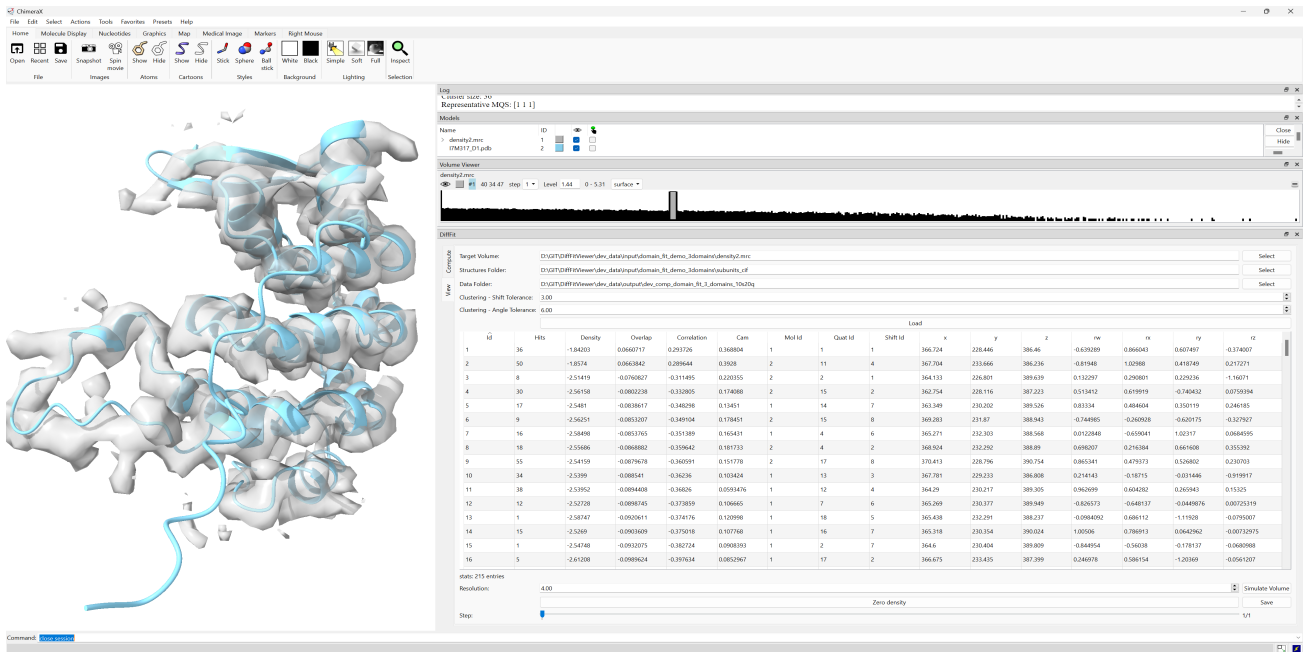 ChimeraX
File Edit Select Actions Tools Favorites Presets Help
Home Molecule Display Nucleotides Graphics Map Medical Image Markers Right Mouse
Open Recent Save Snapshot Spin movie Show Hide Show Hide Stick Sphere Ball stick White Black Simple Soft Full Inspect
File Images Atoms Cartoons Styles Background Lighting Selection
Log
Cluster size: 36
Representative MQS: [1 1 1]
Models
Name ID Close
density2.mrc 1 Hide
I7M317_D1.pdb 2
Volume Viewer
density2.mrc
#1 40 34 47 step 1 Level 1.44 0 - 5.31 surface
DiffFit
Compute
View
Target Volume: D:\GIT\DiffFitViewer\dev_data\input\domain_fit_demo_3domains\density2.mrc Select
Structures Folder: D:\GIT\DiffFitViewer\dev_data\input\domain_fit_demo_3domains\subunits_cif Select
Data Folder: D:\GIT\DiffFitViewer\dev_data\output\dev_comp_domain_fit_3_domains_10s20q Select
Clustering - Shift Tolerance: 3.00
Clustering - Angle Tolerance: 6.00
Load
Id Hits Density Overlap Correlation Cam Mol Id Quat Id Shift Id x y z rw rx ry rz
1 36 -1.84203 0.0660717 0.293726 0.368804 1 1 1 366.724 228.446 386.46 -0.639289 0.866043 0.607497 -0.374007
2 50 -1.8574 0.0663842 0.289644 0.3928 2 11 4 367.704 233.666 386.236 -0.81948 1.02988 0.418749 0.217271
3 8 -2.51419 -0.0760827 -0.311495 0.220355 2 2 1 364.133 226.801 389.639 0.132297 0.290801 0.229236 -1.16071
4 30 -2.56158 -0.0802738 -0.332805 0.174088 2 15 2 362.754 228.116 387.223 0.513412 0.619919 -0.740432 0.0759394
5 17 -2.5481 -0.0838617 -0.348298 0.13451 1 14 7 363.349 230.202 389.526 0.83334 0.484604 0.350119 0.246185
6 9 -2.56251 -0.0853207 -0.349104 0.178451 2 15 8 369.283 231.87 388.943 -0.744985 -0.260928 -0.620175 -0.327927
7 16 -2.58498 -0.0853765 -0.351389 0.165431 1 4 6 365.271 232.303 388.568 0.0122848 -0.659041 1.02317 0.0684595
8 18 -2.55686 -0.0868882 -0.359642 0.181733 2 4 2 368.924 232.292 388.89 0.698207 0.216384 0.661608 0.355392
9 55 -2.54159 -0.0879678 -0.360591 0.151778 2 17 8 370.413 228.796 390.754 0.865341 0.479373 0.526802 0.230703
10 34 -2.5399 -0.088541 -0.36236 0.103424 1 13 3 367.781 229.233 386.808 0.214143 -0.18715 -0.031446 -0.919917
11 38 -2.53952 -0.0894408 -0.36826 0.0593476 1 12 4 364.29 230.217 389.305 0.962699 0.604282 0.265943 0.15325
12 12 -2.52728 -0.0898745 -0.373859 0.106665 1 7 6 365.269 230.377 389.949 -0.826573 -0.648137 -0.0449876 0.00725319
13 1 -2.58747 -0.0920611 -0.374176 0.120998 1 18 5 365.438 232.291 388.237 -0.0984092 0.686112 -1.11928 -0.0795007
14 15 -2.5269 -0.0903609 -0.375018 0.107768 1 16 7 365.318 230.354 390.024 1.00506 0.786913 0.0642962 -0.00732975
15 1 -2.54748 -0.0932075 -0.382724 0.0908393 1 2 7 364.6 230.404 389.809 -0.844954 -0.56038 -0.178137 -0.0680988
16 5 -2.61208 -0.0989624 -0.397634 0.0852967 1 17 2 366.675 233.435 387.399 0.246978 0.586154 -1.20369 -0.0561207
stats: 215 entries
Resolution: 4.00 Simulate Volume
Zero density Save
Step: 1/1
Command: close session